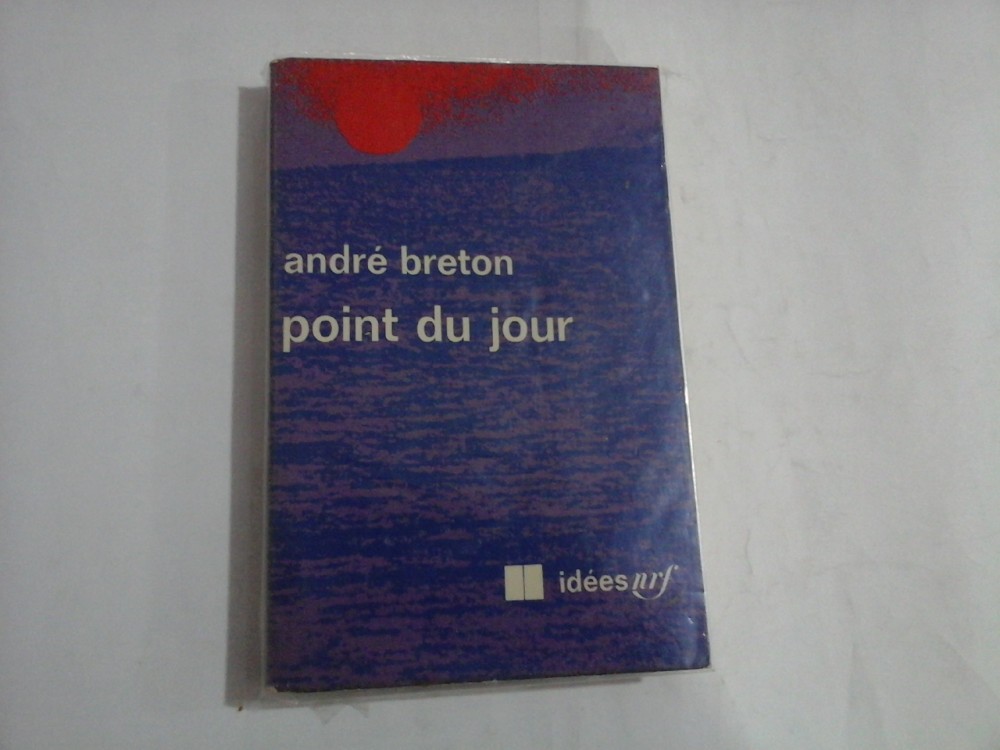 andré breton
point du jour
idées nrf